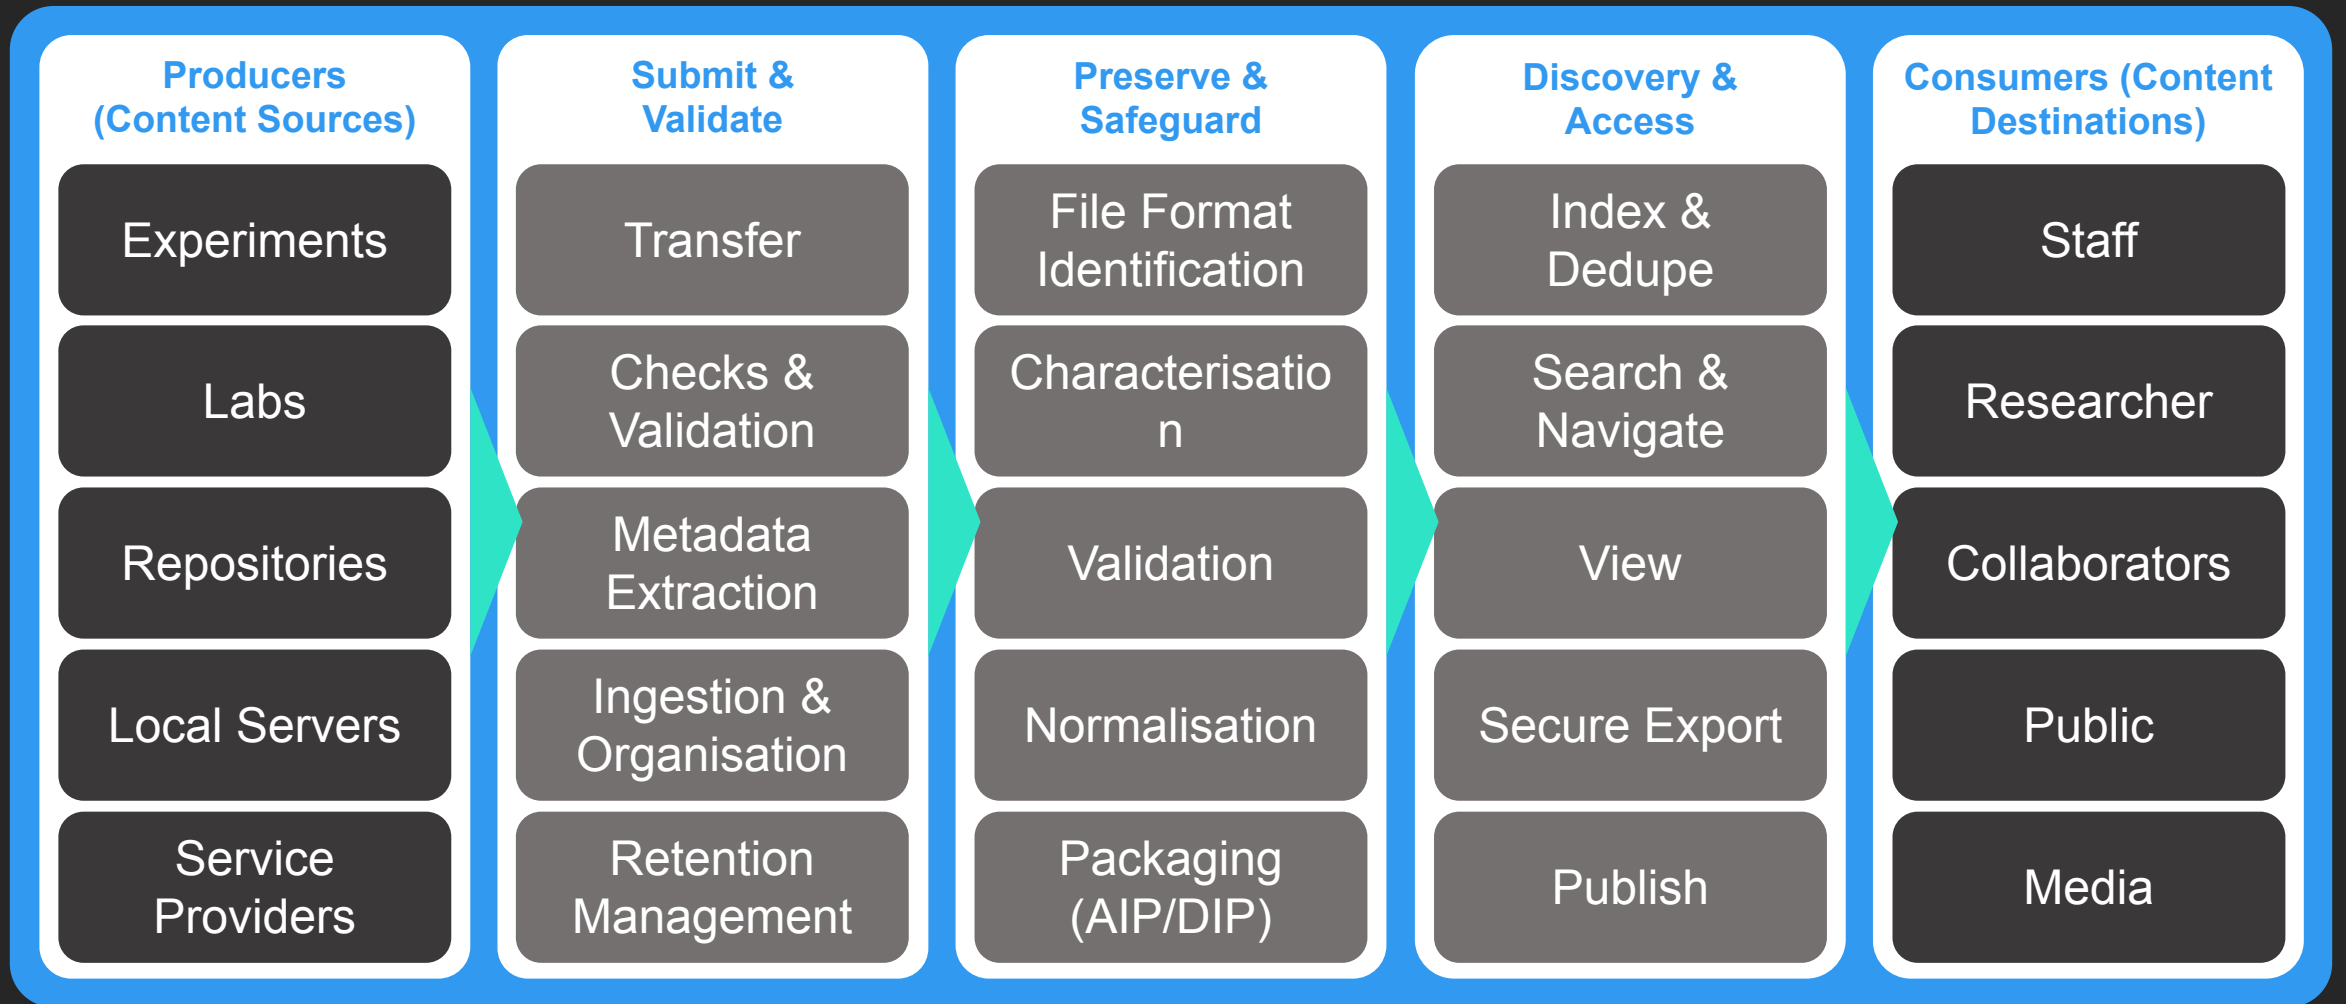 Producers
(Content Sources)
Experiments
Labs
Repositories
Local Servers
Service
Providers
Submit &
Validate
Transfer
Checks &
Validation
Metadata
Extraction
Ingestion &
Organisation
Retention
Management
Preserve &
Safeguard
File Format
Identification
Characterisatio
n
Validation
Normalisation
Packaging
(AIP/DIP)
Discovery &
Access
Index &
Dedupe
Search &
Navigate
View
Secure Export
Publish
Consumers (Content
Destinations)
Staff
Researcher
Collaborators
Public
Media